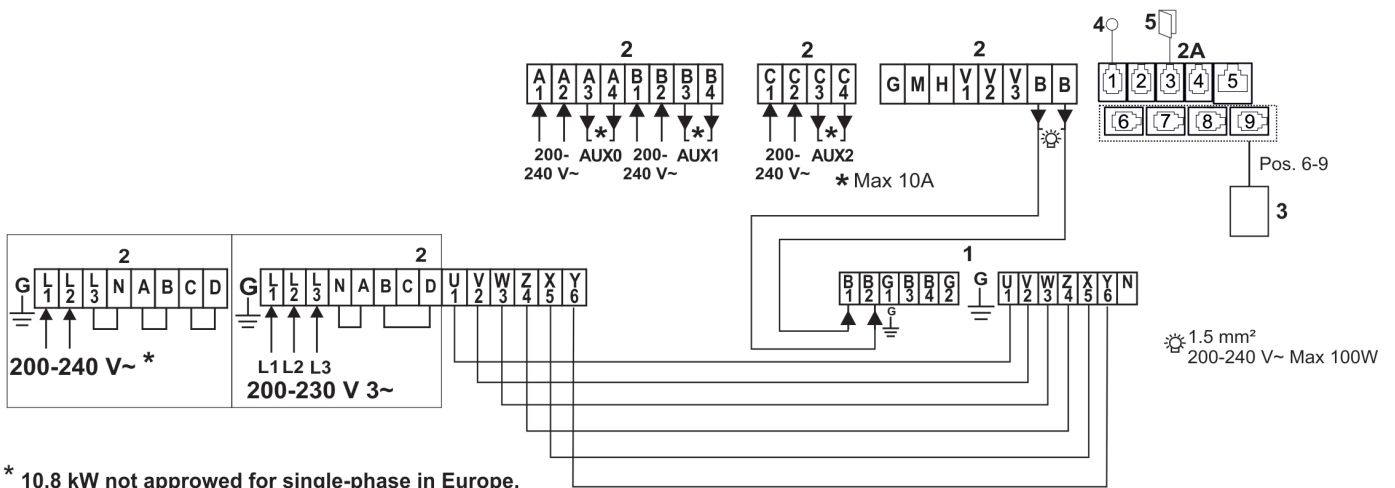 4 5
2 2 2 2A
A1 A2 A3 A4 B1 B2 B3 B4 C1 C2 C3 C4 G M H V1 V2 V3 B B 1 2 3 4 5
6 7 8 9
* * *
200-240 V~ AUX0 200-240 V~ AUX1 200-240 V~ AUX2
* Max 10A
Pos. 6-9
3
2 2 1
G L1 L2 L3 N A B C D G L1 L2 L3 N A B C D U1 V2 W3 Z4 X5 Y6 B1 B2 G1 B3 B4 G2 G U1 V2 W3 Z4 X5 Y6 N
G
200-240 V~ *
L1 L2 L3
200-230 V 3~
1.5 mm²
200-240 V~ Max 100W
* 10.8 kW not approwed for single-phase in Europe.